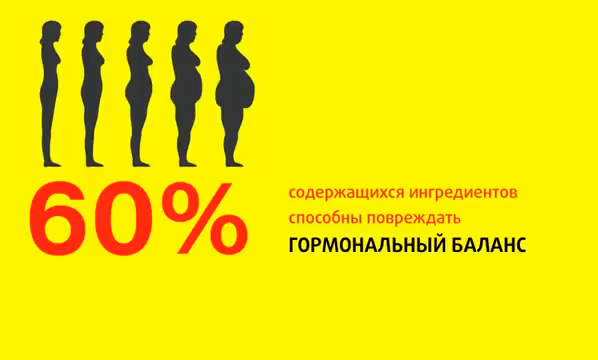 60%
содержащихся ингредиентов
способны повреждать
ГОРМОНАЛЬНЫЙ БАЛАНС